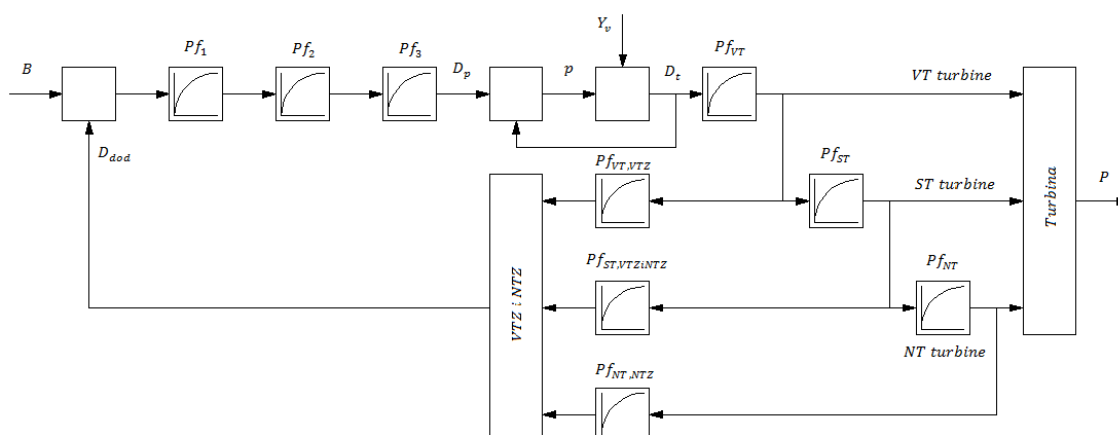 Y_v
B
Pf_1
Pf_2
Pf_3
D_p
p
D_t
Pf_VT
VT turbine
D_dod
Pf_VT,VTZ
Pf_ST
ST turbine
P
Turbina
Pf_ST,VTZiNTZ
Pf_NT
VTZ i NTZ
NT turbine
Pf_NT,NTZ